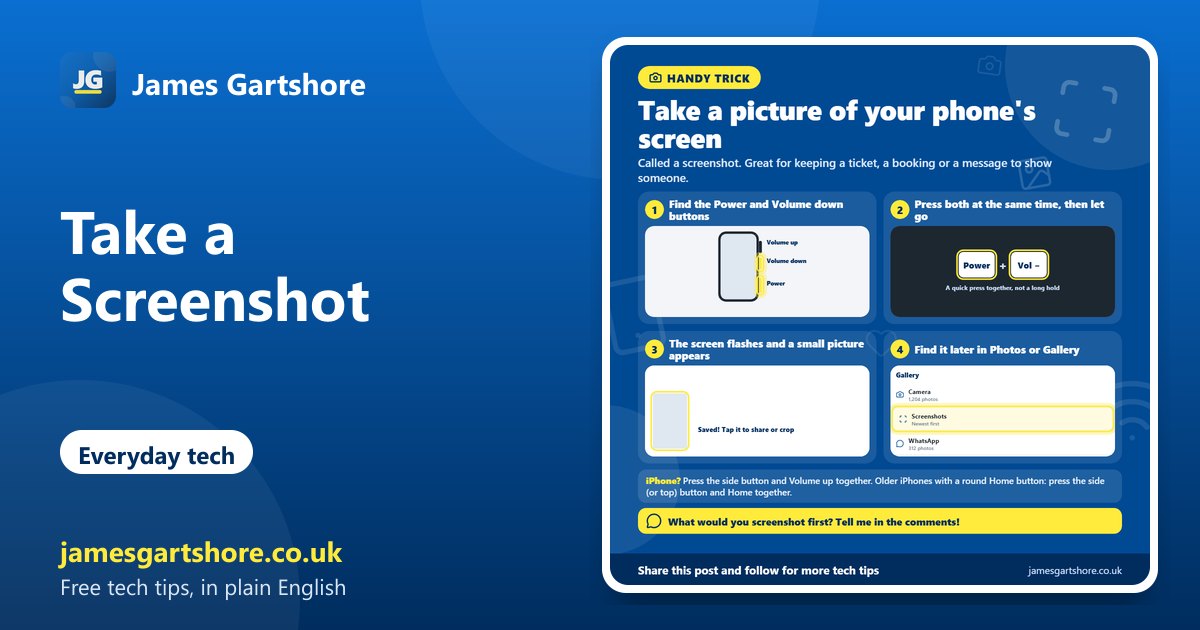 JG
James Gartshore
Take a
Screenshot
Everyday tech
jamesgartshore.co.uk
Free tech tips, in plain English
HANDY TRICK
Take a picture of your phone's
screen
Called a screenshot. Great for keeping a ticket, a booking or a message to show
someone.
1
Find the Power and Volume down
buttons
Volume up
Volume down
Power
2
Press both at the same time, then let
go
Power + Vol –
A quick press together, not a long hold
3
The screen flashes and a small picture
appears
Saved! Tap it to share or crop
4
Find it later in Photos or Gallery
Gallery
Camera
1,204 photos
Screenshots
Newest first
WhatsApp
312 photos
iPhone? Press the side button and Volume up together. Older iPhones with a round Home button: press the side
(or top) button and Home together.
What would you screenshot first? Tell me in the comments!
Share this post and follow for more tech tips
jamesgartshore.co.uk